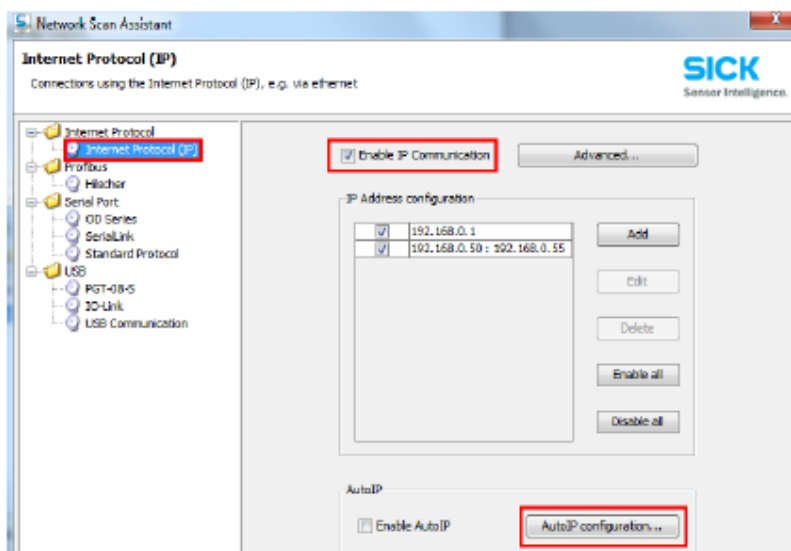 Network Scan Assistant
Internet Protocol (IP)
Connections using the Internet Protocol (IP), e.g. via ethernet
SICK
Sensor Intelligence.
Internet Protocol
Internet Protocol (IP)
Profibus
Hilscher
Serial Port
OD Series
SerialLink
Standard Protocol
USB
PGT-08-S
IO-Link
USB Communication
Enable IP Communication
Advanced...
IP Address configuration
192.168.0.1
192.168.0.50 : 192.168.0.55
Add
Edit
Delete
Enable all
Disable all
AutoIP
Enable AutoIP
AutoIP configuration...